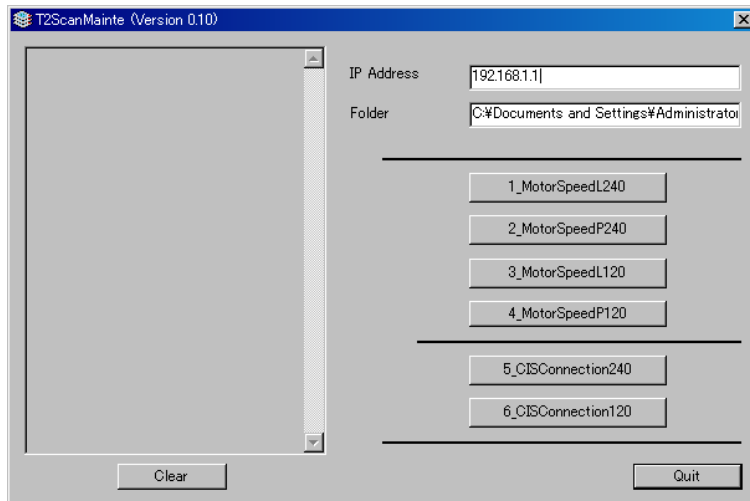 T2ScanMainte (Version 0.10)
IP Address
192.168.1.1
Folder
C:¥Documents and Settings¥Administrator
1_MotorSpeedL240
2_MotorSpeedP240
3_MotorSpeedL120
4_MotorSpeedP120
5_CISConnection240
6_CISConnection120
Clear
Quit